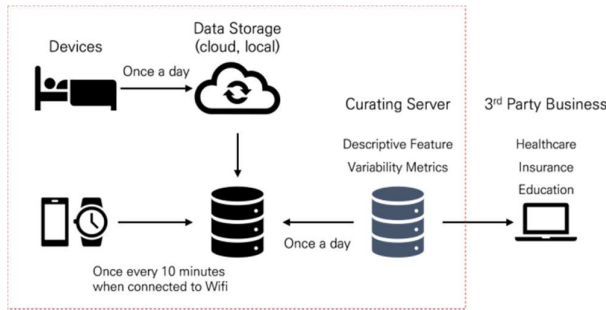 Devices
Data Storage
(cloud, local)
Once a day
Curating Server
3rd Party Business
Descriptive Feature
Variability Metrics
Healthcare
Insurance
Education
Once a day
Once every 10 minutes
when connected to Wifi